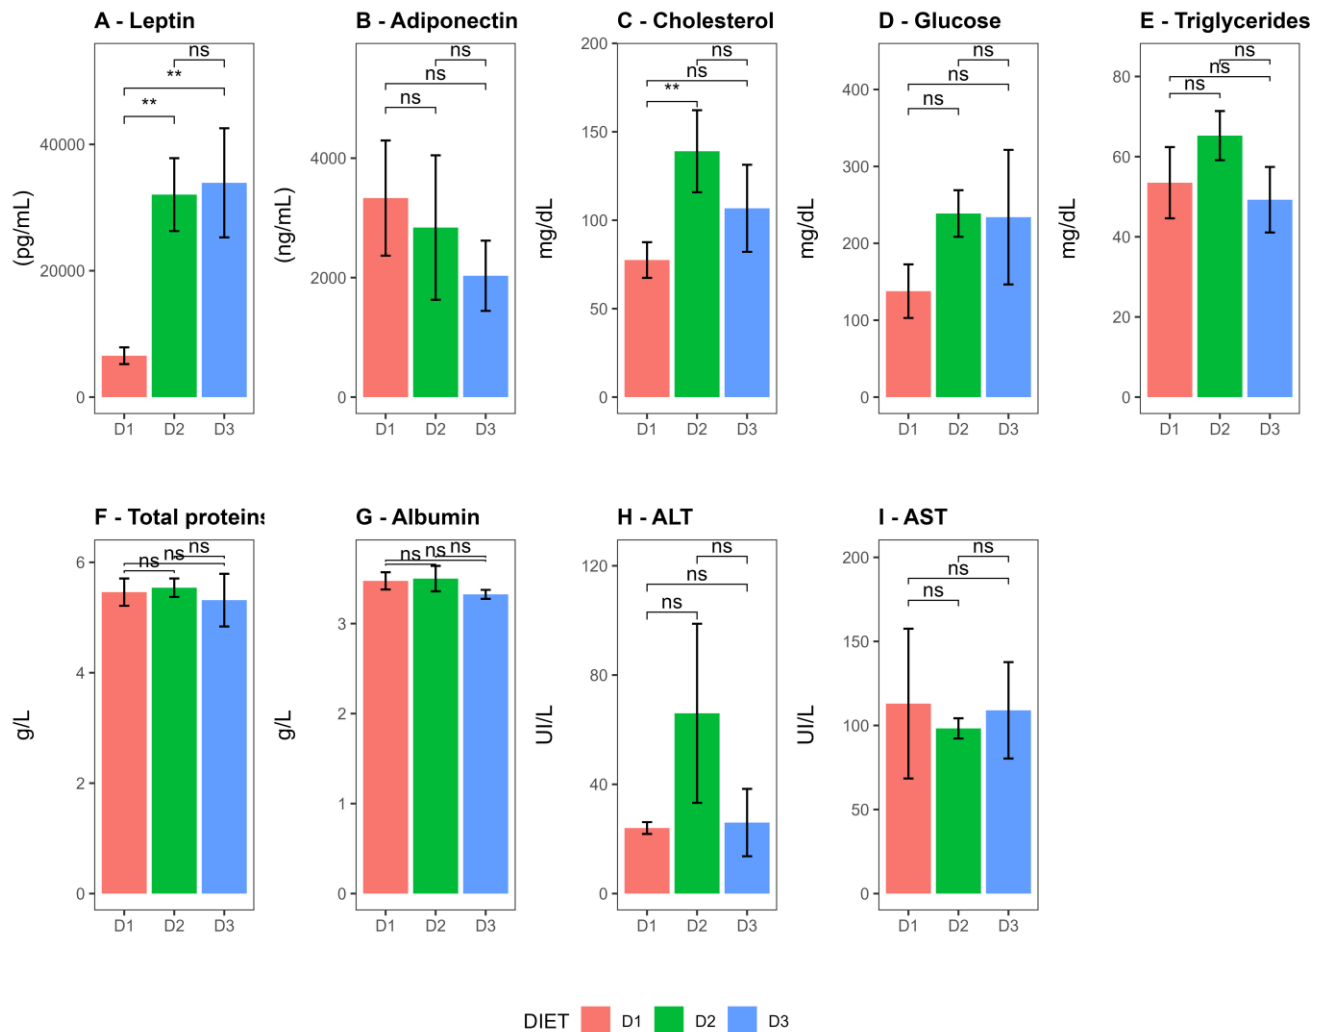 A - Leptin
B - Adiponectin
C - Cholesterol
D - Glucose
E - Triglycerides
(pg/mL)
40000
20000
0
ns
**
**
D1 D2 D3
(ng/mL)
4000
2000
0
ns
ns
ns
D1 D2 D3
mg/dL
200
150
100
50
0
ns
ns
**
D1 D2 D3
mg/dL
400
300
200
100
0
ns
ns
ns
D1 D2 D3
mg/dL
80
60
40
20
0
ns
ns
ns
D1 D2 D3
F - Total proteins
G - Albumin
H - ALT
I - AST
g/L
6
4
2
0
ns
ns
ns
D1 D2 D3
g/L
3
2
1
0
ns
ns
ns
D1 D2 D3
UI/L
120
80
40
0
ns
ns
ns
D1 D2 D3
UI/L
200
150
100
50
0
ns
ns
ns
D1 D2 D3
DIET D1 D2 D3